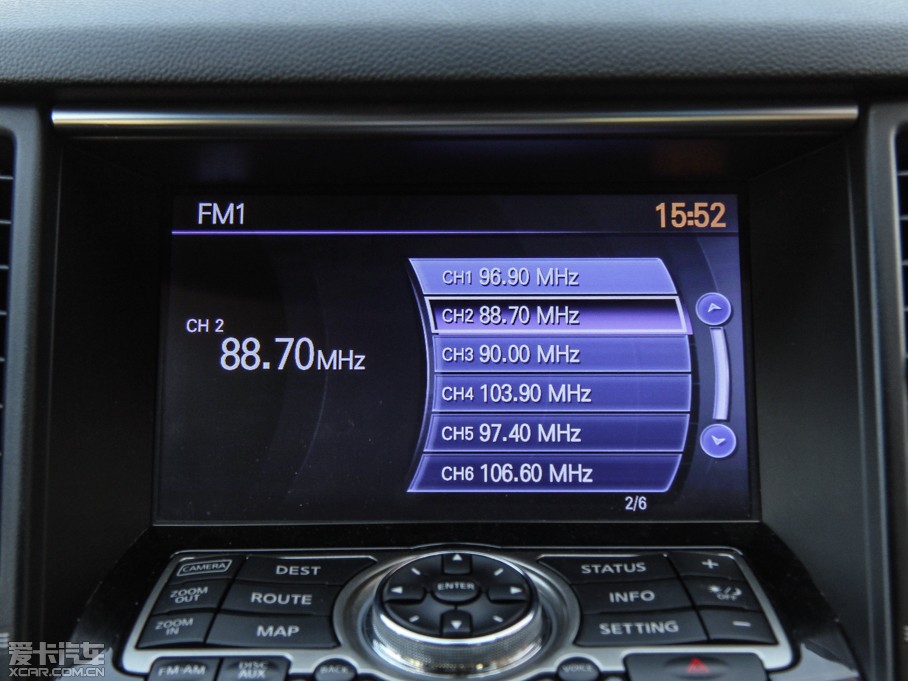 FM1 15:52
CH 2
88.70MHz
CH1 96.90 MHz
CH2 88.70 MHz
CH3 90.00 MHz
CH4 103.90 MHz
CH5 97.40 MHz
CH6 106.60 MHz
2/6
CAMERA DEST STATUS +
ZOOM OUT ROUTE ENTER INFO OFF
ZOOM IN MAP SETTING −
FM·AM DISC AUX BACK VOICE
爱卡汽车
XCAR.COM.CN